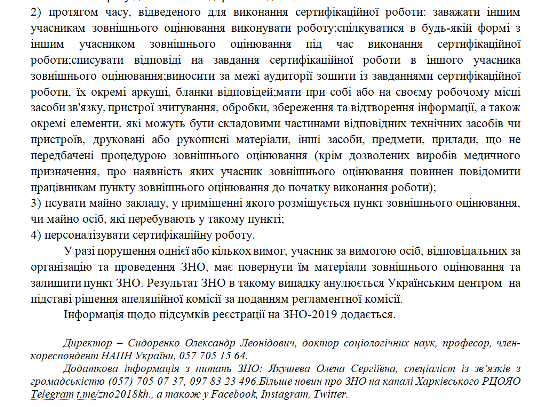 2) протягом часу, відведеного для виконання сертифікаційної роботи: заважати іншим
учасникам зовнішнього оцінювання виконувати роботу;спілкуватися в будь-якій формі з
іншим учасником зовнішнього оцінювання під час виконання сертифікаційної
роботи;списувати відповіді на завдання сертифікаційної роботи в іншого учасника
зовнішнього оцінювання;виносити за межі аудиторії зошити із завданнями сертифікаційної
роботи, їх окремі аркуші, бланки відповідей;мати при собі або на своєму робочому місці
засоби зв'язку, пристрої зчитування, обробки, збереження та відтворення інформації, а також
окремі елементи, які можуть бути складовими частинами відповідних технічних засобів чи
пристроїв, друковані або рукописні матеріали, інші засоби, предмети, прилади, що не
передбачені процедурою зовнішнього оцінювання (крім дозволених виробів медичного
призначення, про наявність яких учасник зовнішнього оцінювання повинен повідомити
працівникам пункту зовнішнього оцінювання до початку виконання роботи);
3) псувати майно закладу, у приміщенні якого розміщується пункт зовнішнього оцінювання,
чи майно осіб, які перебувають у такому пункті;
4) персоналізувати сертифікаційну роботу.
У разі порушення однієї або кількох вимог, учасник за вимогою осіб, відповідальних за
організацію та проведення ЗНО, має повернути їм матеріали зовнішнього оцінювання та
залишити пункт ЗНО. Результат ЗНО в такому випадку анулюється Українським центром на
підставі рішення апеляційної комісії за поданням регламентної комісії.
Інформація щодо підсумків реєстрації на ЗНО-2019 додається.
Директор – Сидоренко Олександр Леонідович, доктор соціологічних наук, професор, член-
кореспондент НАПН України, 057 705 15 64.
Додаткова інформація з питань ЗНО: Якушева Олена Сергіївна, спеціаліст із зв'язків з
громадськістю (057) 705 07 37, 097 83 23 496.Більше новин про ЗНО на каналі Харківського РЦОЯО
Telegram t.me/zno2018kh., а також у Facebook, Instagram, Twitter.